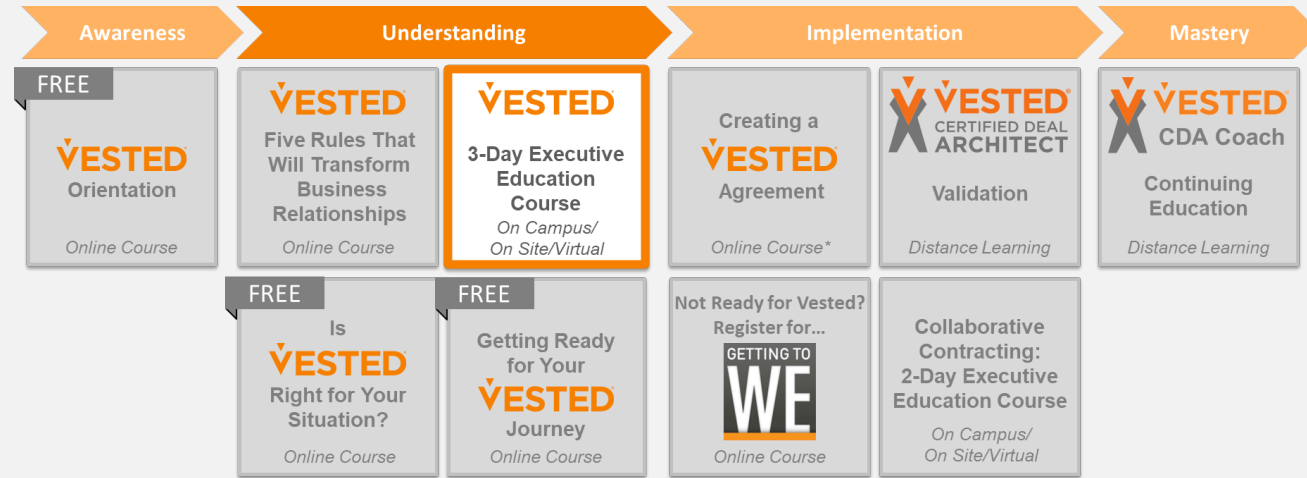 Awareness
Understanding
Implementation
Mastery
FREE
VESTED
Orientation
Online Course
VESTED
Five Rules That
Will Transform
Business
Relationships
Online Course
VESTED
3-Day Executive
Education
Course
On Campus/
On Site/Virtual
Creating a
VESTED
Agreement
Online Course*
VESTED®
CERTIFIED DEAL
ARCHITECT
Validation
Distance Learning
VESTED®
CDA Coach
Continuing
Education
Distance Learning
FREE
Is
VESTED
Right for Your
Situation?
Online Course
FREE
Getting Ready
for Your
VESTED
Journey
Online Course
Not Ready for Vested?
Register for...
GETTING TO
WE
Online Course
Collaborative
Contracting:
2-Day Executive
Education Course
On Campus/
On Site/Virtual